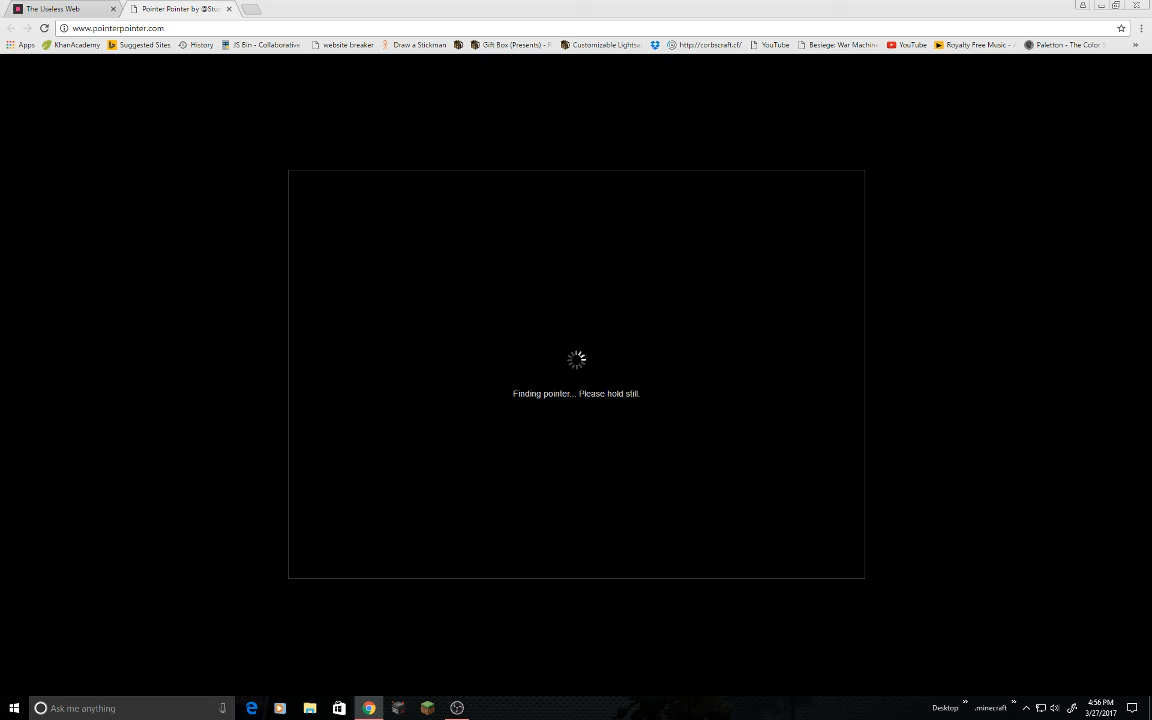 The Useless Web
Pointer Pointer by @Stu
www.pointerpointer.com
Apps KhanAcademy Suggested Sites History JS Bin - Collaborative website breaker Draw a Stickman Gift Box (Presents) - Customizable Lightsa http://corbscraft.cf/ YouTube Besiege: War Machin YouTube Royalty Free Music - Paletton - The Color
Finding pointer... Please hold still.
Ask me anything
Desktop » .minecraft »
4:56 PM
3/27/2017